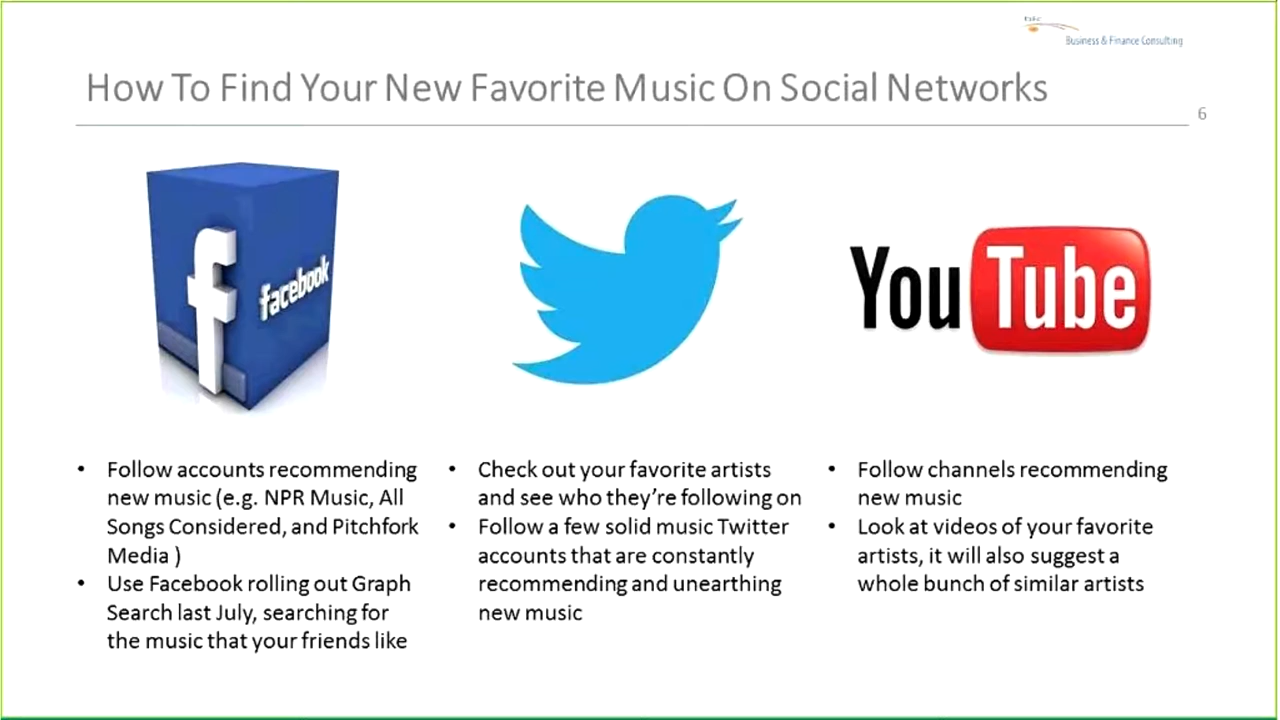 Business & Finance Consulting
How To Find Your New Favorite Music On Social Networks
6
f
facebook
YouTube
• Follow accounts recommending
new music (e.g. NPR Music, All
Songs Considered, and Pitchfork
Media )
• Use Facebook rolling out Graph
Search last July, searching for
the music that your friends like
• Check out your favorite artists
and see who they're following on
• Follow a few solid music Twitter
accounts that are constantly
recommending and unearthing
new music
• Follow channels recommending
new music
• Look at videos of your favorite
artists, it will also suggest a
whole bunch of similar artists